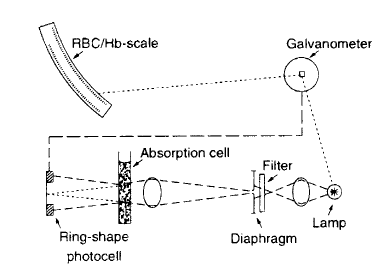 RBC/Hb-scale
Galvanometer
Absorption cell
Filter
Lamp
Diaphragm
Ring-shape
photocell